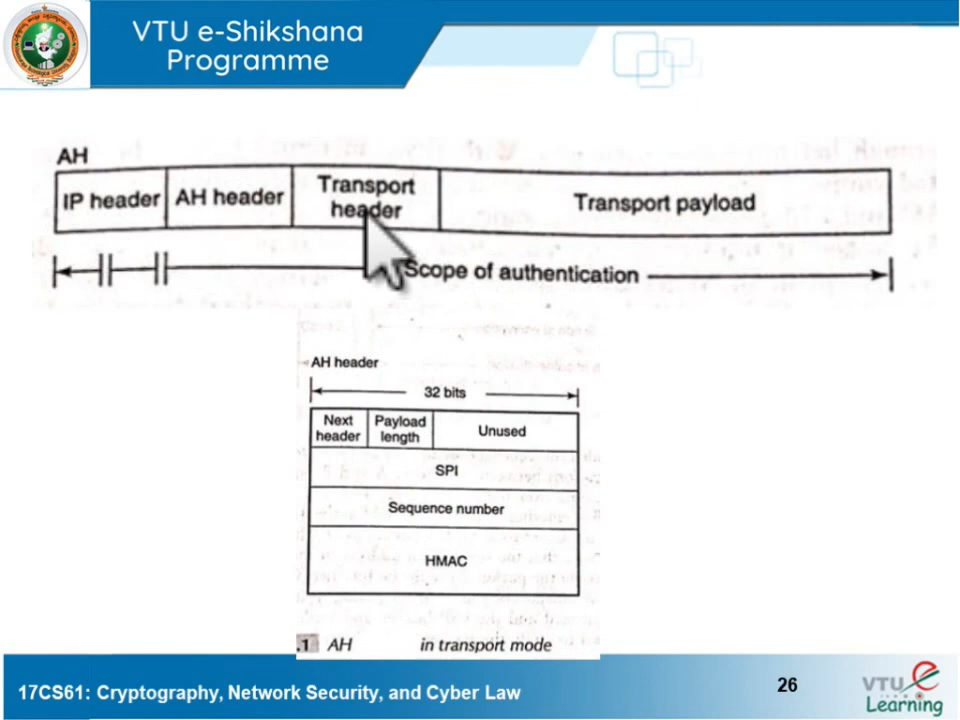 VTU e-Shikshana
Programme
AH
IP header AH header Transport header Transport payload
Scope of authentication
AH header
32 bits
Next header Payload length Unused
SPI
Sequence number
HMAC
.1 AH in transport mode
17CS61: Cryptography, Network Security, and Cyber Law
26
VTU
Learning